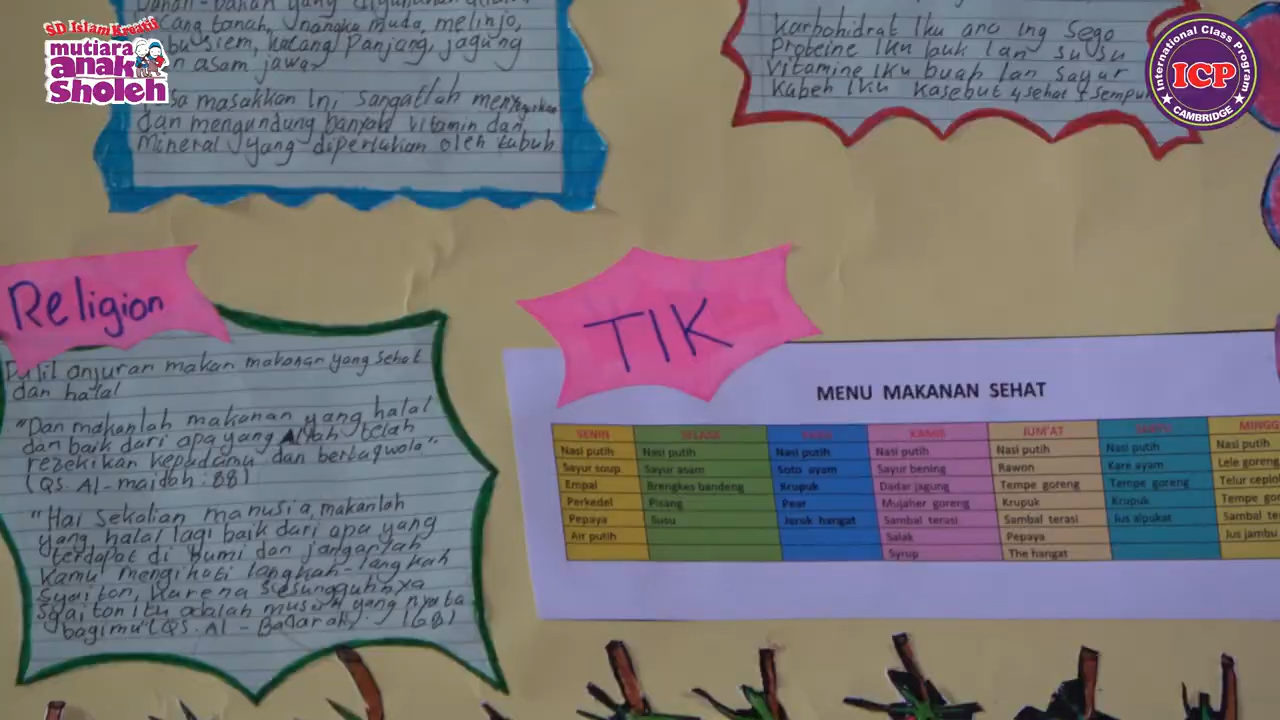 SD Islam Kreatif
mutiara
anak
sholeh
International Class Program
ICP
CAMBRIDGE
Bahan-bahan yang digunakan
kacang tanah, nangka muda, melinjo,
siem, kacang panjang, jagung
asam jawa
masakkan ini, sangatlah
dan mengundung banyak vitamin dan
Mineral yang diperlukan oleh tubuh
Karbohidrat Iku ana ing Sego
Proteine Iku lauk lan susu
Vitamine Iku buah lan sayur
Kabeh Iku kasebut 4 sehat 5 sempur
Religion
Dalil anjuran makan makanan yang sehat
dan halal
"Dan makanlah makanan yang halal
dan baik dari apa yang Allah telah
rezekikan kepadamu dan bertaqwola"
(QS. Al-maidah : 88)
"Hai sekalian manusia, makanlah
yang halal lagi baik dari apa yang
terdapat di bumi dan janganlah
kamu mengikuti langkah-langkah
Syaiton, karena sesungguhnya
Syaiton itu adalah musuh yang nyata
bagimu" (QS. Al - Baqarah : 168)
TIK
MENU MAKANAN SEHAT
SENIN SELASA RABU KAMIS JUM'AT SABTU MINGG
Nasi putih Nasi putih Nasi putih Nasi putih Nasi putih Nasi putih Nasi putih
Sayur soup Sayur asam Soto ayam Sayur bening Rawon Kare ayam Lele goreng
Empal Brengkes bandeng Krupuk Dadar jagung Tempe goreng Tempe goreng Telur ceplok
Perkedel Pisang Pear Mujaher goreng Krupuk Krupuk Tempe go
Pepaya Susu Jeruk hangat Sambal terasi Sambal terasi Jus alpukat Sambal te
Air putih Salak Pepaya Jus jambu
Syrup The hangat